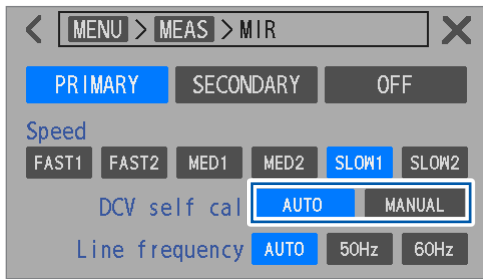 MENU > MEAS > MIR
PRIMARY SECONDARY OFF
Speed
FAST1 FAST2 MED1 MED2 SLOW1 SLOW2
DCV self cal AUTO MANUAL
Line frequency AUTO 50Hz 60Hz